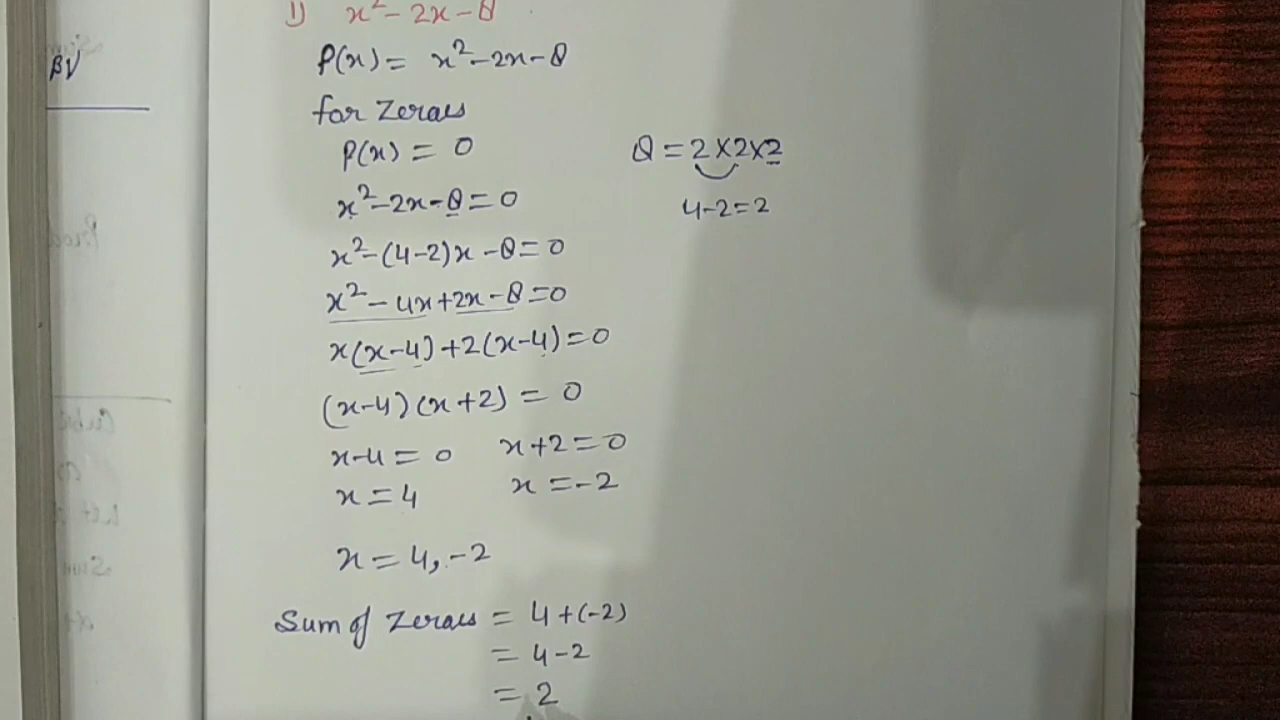 1) x²-2x-8
P(x) = x²-2x-8
for Zeroes
P(x) = 0
8 = 2×2×2
x²-2x-8=0
4-2=2
x²-(4-2)x-8=0
x²-4x+2x-8=0
x(x-4)+2(x-4)=0
(x-4)(x+2) = 0
x-4=0 x+2=0
x=4 x=-2
x=4,-2
Sum of Zeroes = 4+(-2)
= 4-2
= 2
βγ